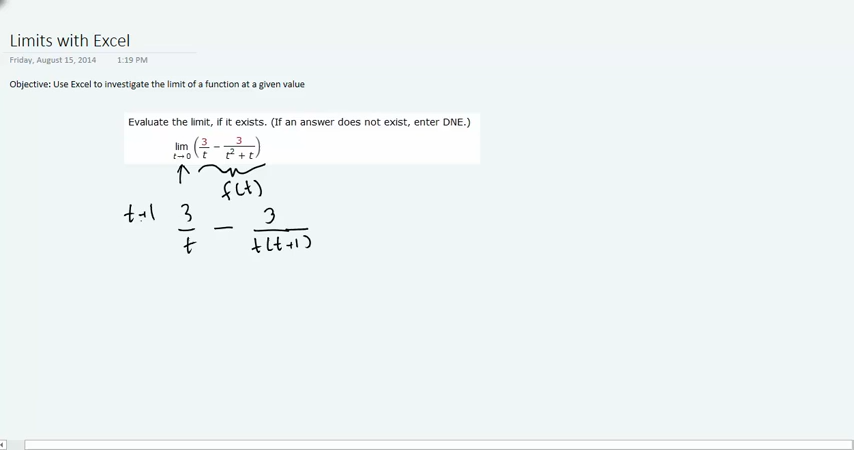 Limits with Excel
Friday, August 15, 2014 1:19 PM
Objective: Use Excel to investigate the limit of a function at a given value
Evaluate the limit, if it exists. (If an answer does not exist, enter DNE.)
lim t→0 (3/t − 3/(t² + t))
f(t)
t+1 3/t − 3/(t(t+1))